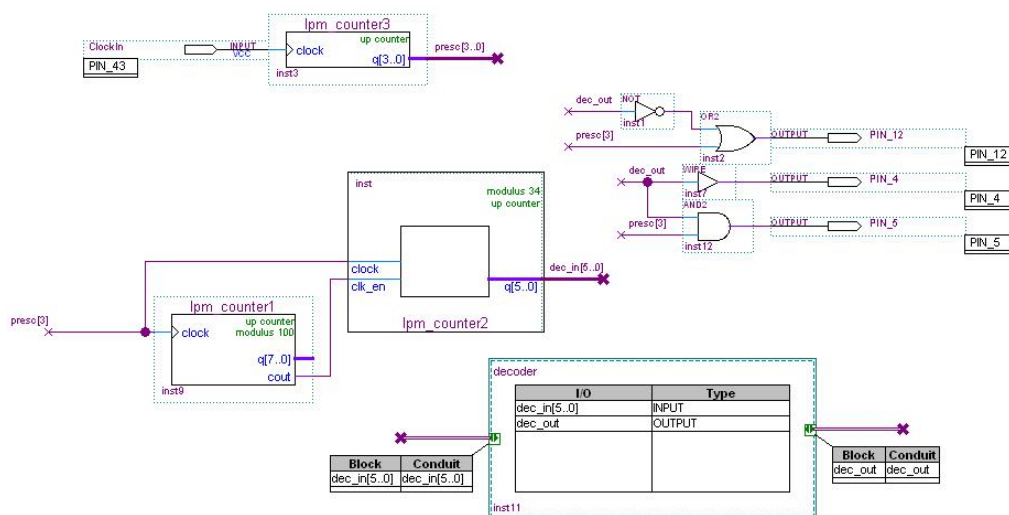 lpm_counter3
up counter
clock
q[3..0]
inst3
ClockIn
INPUT
VCC
PIN_43
presc[3..0]
dec_out
NOT
inst1
presc[3]
OR2
inst2
OUTPUT
PIN_12
PIN_12
dec_out
WIRE
inst7
OUTPUT
PIN_4
PIN_4
presc[3]
AND2
inst12
OUTPUT
PIN_5
PIN_5
inst
modulus 34
up counter
clock
clk_en
q[5..0]
dec_in[5..0]
lpm_counter2
presc[3]
lpm_counter1
up counter
modulus 100
clock
q[7..0]
cout
inst9
decoder
I/O Type
dec_in[5..0] INPUT
dec_out OUTPUT
Block Conduit
dec_in[5..0] dec_in[5..0]
Block Conduit
dec_out dec_out
inst11